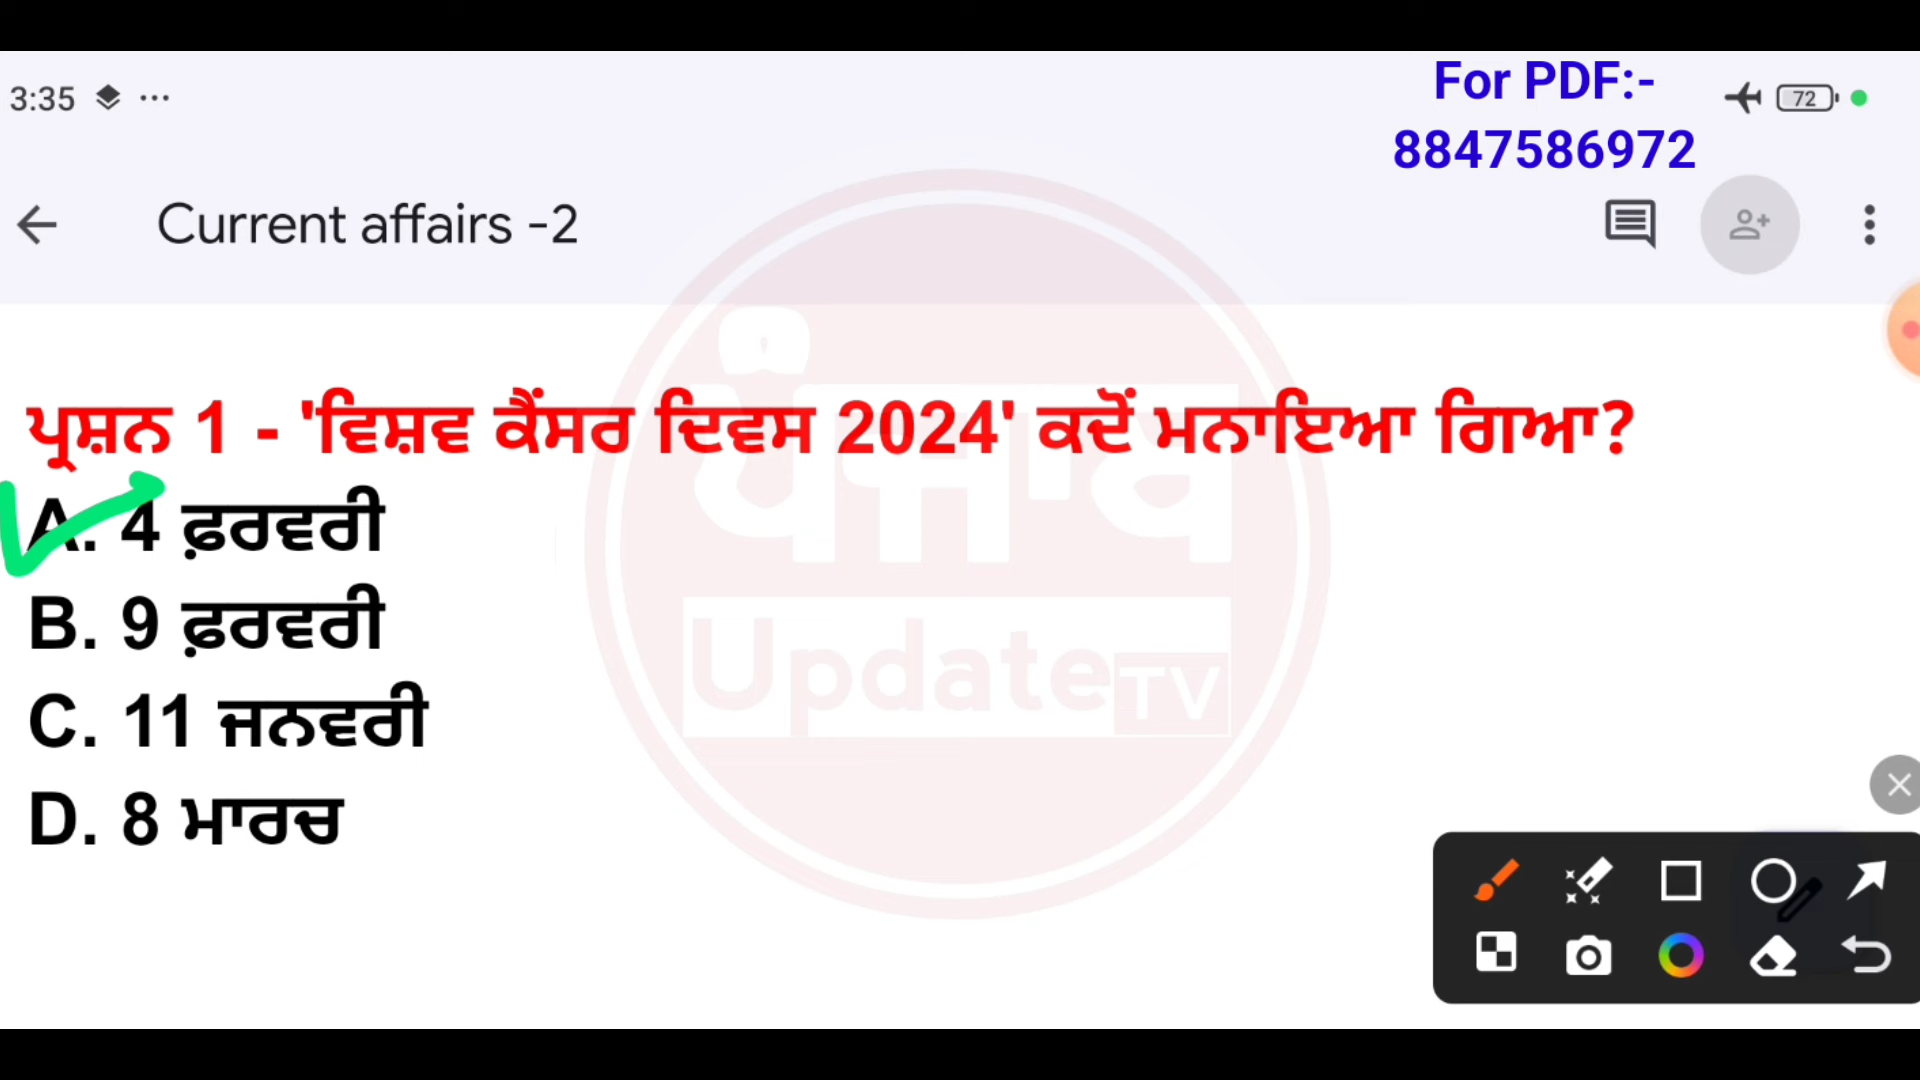 3:35 ...
For PDF:-
8847586972
72
Current affairs -2
ਪ੍ਰਸ਼ਨ 1 - 'ਵਿਸ਼ਵ ਕੈਂਸਰ ਦਿਵਸ 2024' ਕਦੋਂ ਮਨਾਇਆ ਗਿਆ?
A. 4 ਫ਼ਰਵਰੀ
B. 9 ਫ਼ਰਵਰੀ
C. 11 ਜਨਵਰੀ
D. 8 ਮਾਰਚ
ਪੰਜਾਬ
Update TV